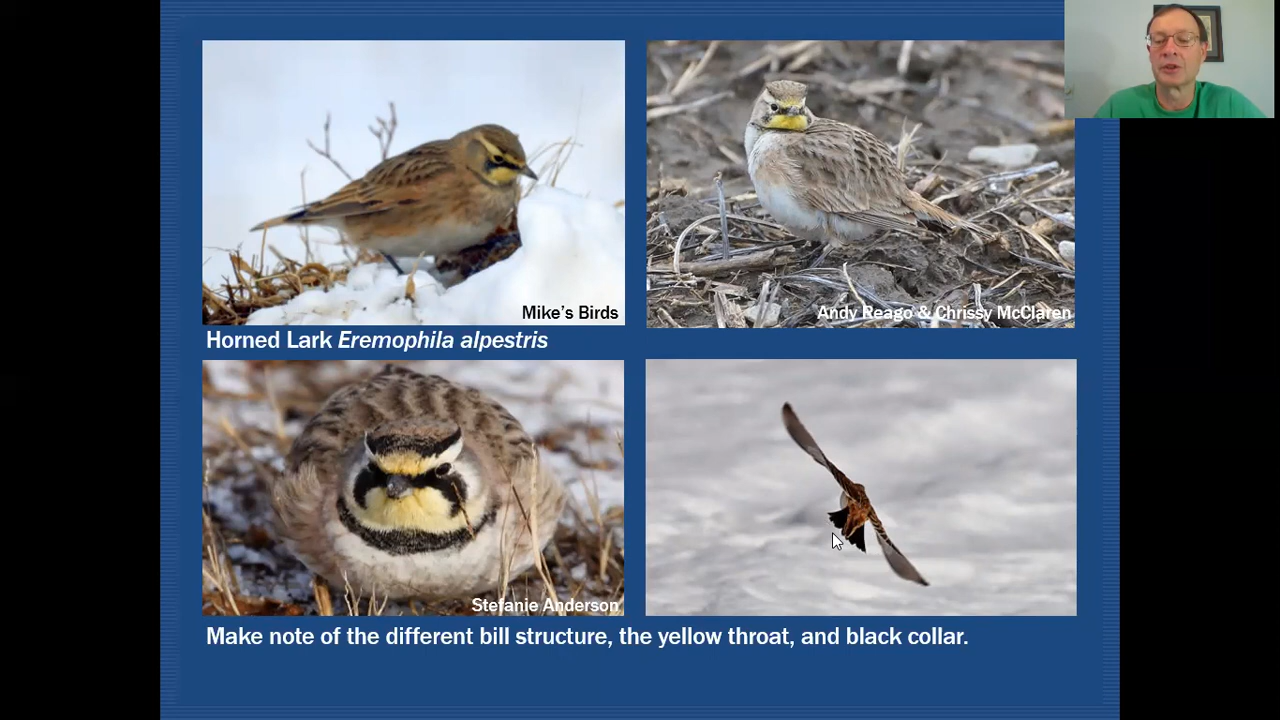 Mike's Birds
Andy Reago & Chrissy McClaren
Horned Lark Eremophila alpestris
Stefanie Anderson
Make note of the different bill structure, the yellow throat, and black collar.